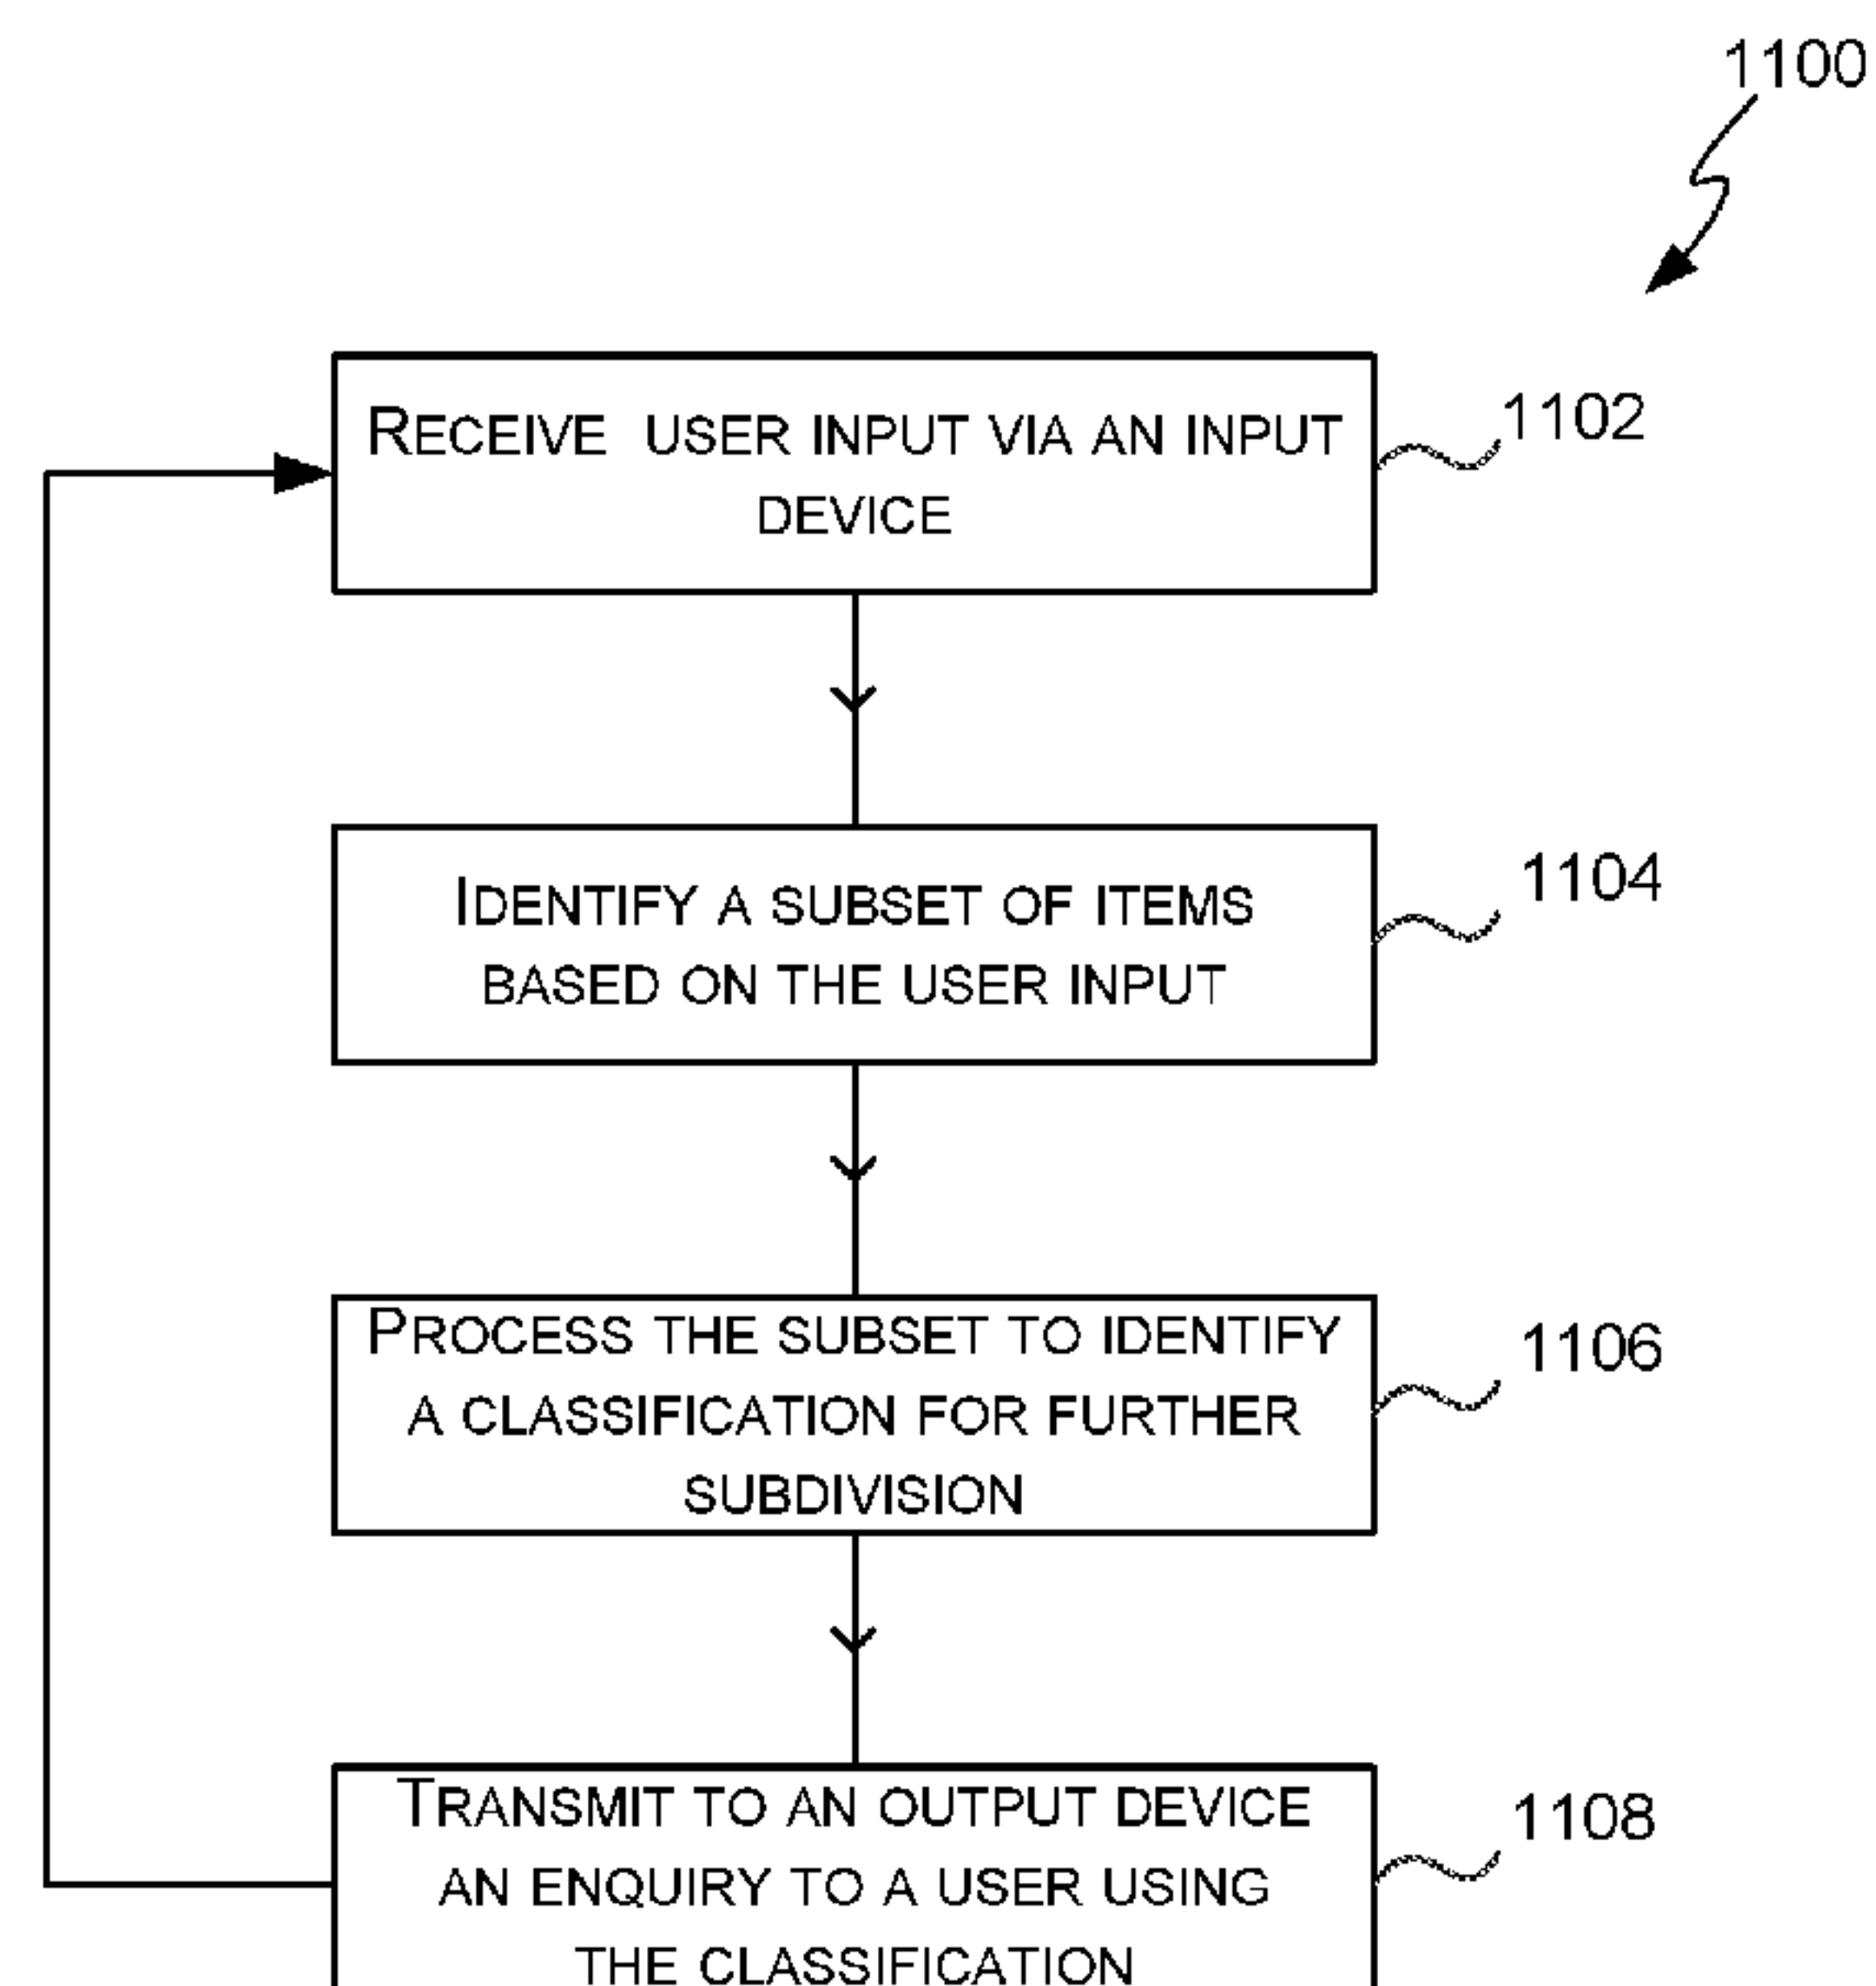 1100
RECEIVE USER INPUT VIA AN INPUT
DEVICE
1102
IDENTIFY A SUBSET OF ITEMS
BASED ON THE USER INPUT
1104
PROCESS THE SUBSET TO IDENTIFY
A CLASSIFICATION FOR FURTHER
SUBDIVISION
1106
TRANSMIT TO AN OUTPUT DEVICE
AN ENQUIRY TO A USER USING
THE CLASSIFICATION
1108